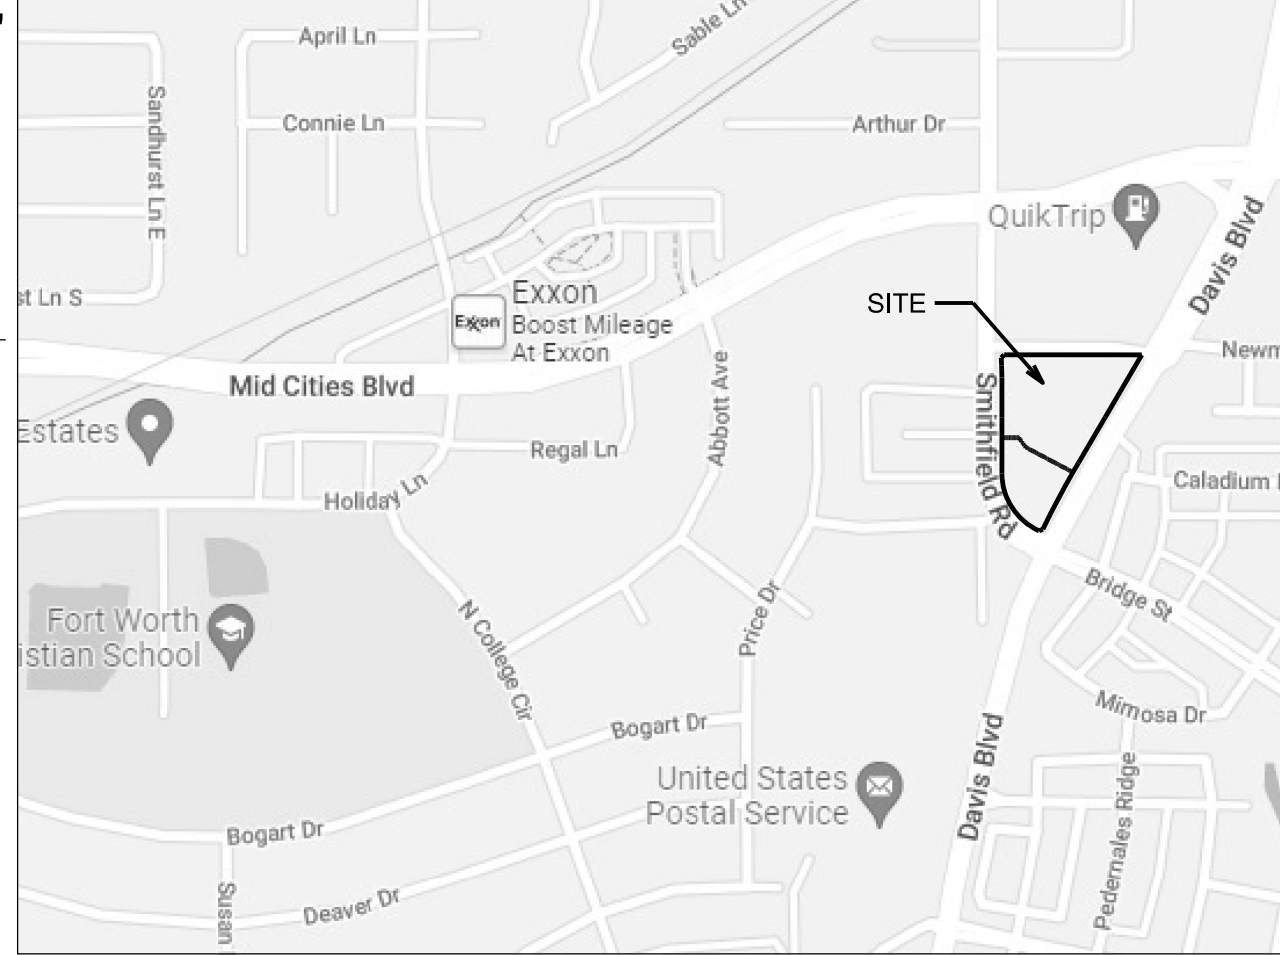 April Ln
Sable Ln
Sandhurst Ln E
Connie Ln
Arthur Dr
QuikTrip
Davis Blvd
st Ln S
Exxon
Exxon
Boost Mileage
At Exxon
SITE
Mid Cities Blvd
Newm
Estates
Abbott Ave
Smithfield Rd
Regal Ln
Holiday Ln
Caladium
Fort Worth
istian School
N College Cir
Price Dr
Bridge St
Mimosa Dr
Bogart Dr
United States
Postal Service
Davis Blvd
Pedernales Ridge
Bogart Dr
Susan
Deaver Dr